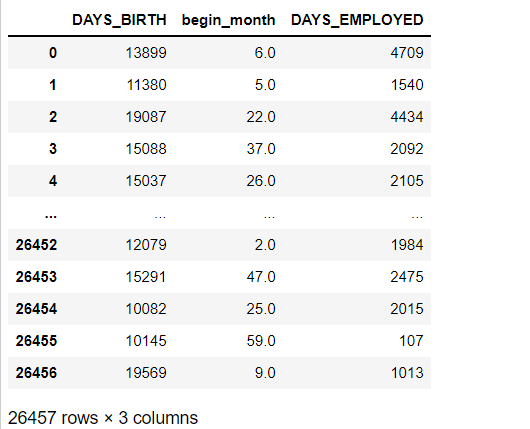 DAYS_BIRTH begin_month DAYS_EMPLOYED
0 13899 6.0 4709
1 11380 5.0 1540
2 19087 22.0 4434
3 15088 37.0 2092
4 15037 26.0 2105
... ... ... ...
26452 12079 2.0 1984
26453 15291 47.0 2475
26454 10082 25.0 2015
26455 10145 59.0 107
26456 19569 9.0 1013
26457 rows × 3 columns